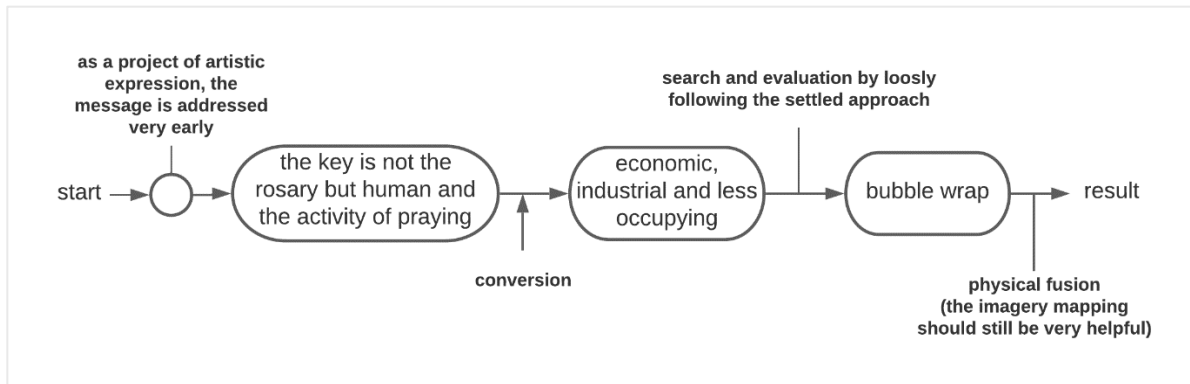 as a project of artistic
expression, the
message is addressed
very early
search and evaluation by loosly
following the settled approach
start
the key is not the
rosary but human and
the activity of praying
economic,
industrial and less
occupying
bubble wrap
result
conversion
physical fusion
(the imagery mapping
should still be very helpful)